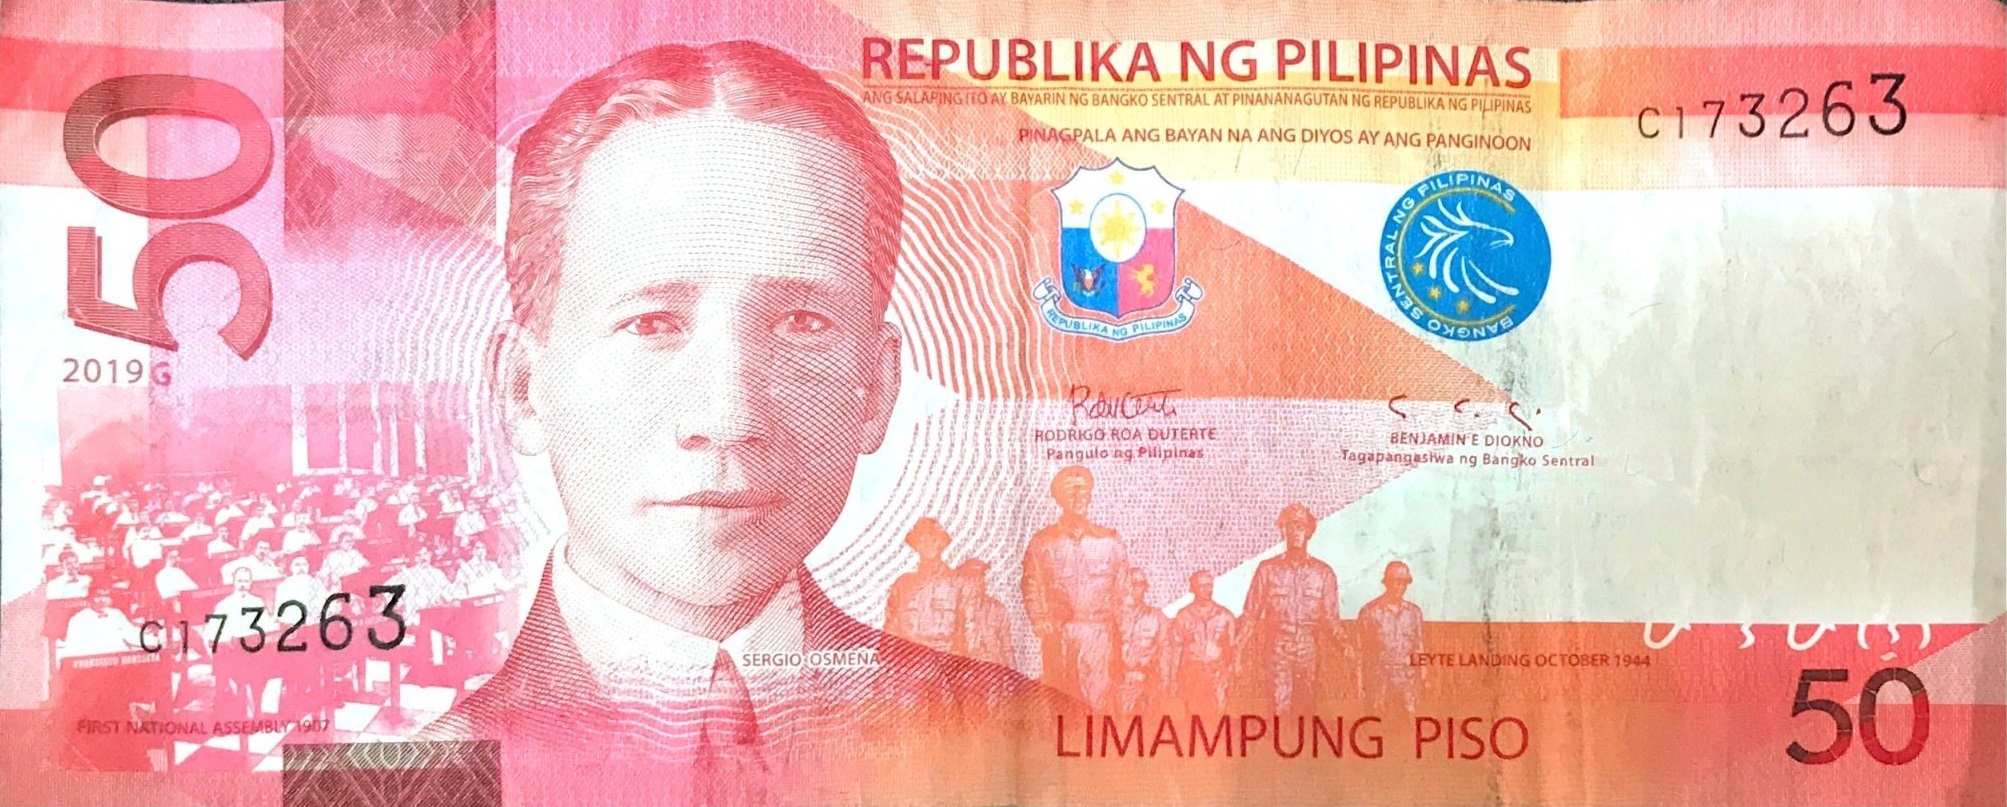 REPUBLIKA NG PILIPINAS
ANG SALAPING ITO AY BAYARIN NG BANGKO SENTRAL AT PINANANAGUTAN NG REPUBLIKA NG PILIPINAS
PINAGPALA ANG BAYAN NA ANG DIYOS AY ANG PANGINOON
C173263
50
2019G
REPUBLIKA NG PILIPINAS
BANGKO SENTRAL NG PILIPINAS
RODRIGO ROA DUTERTE
Pangulo ng Pilipinas
BENJAMIN E DIOKNO
Tagapangasiwa ng Bangko Sentral
C173263
SERGIO OSMEÑA
LEYTE LANDING OCTOBER 1944
FIRST NATIONAL ASSEMBLY 1907
LIMAMPUNG PISO
50